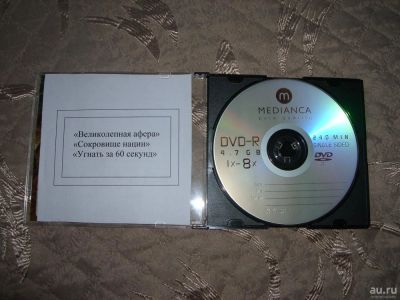 «Великолепная афера»
«Сокровище нации»
«Угнать за 60 секунд»
m
MEDIANCA
DVD-R
4.7GB
1x-8x
240 MIN
SINGLE SIDED
DVD
au.ru